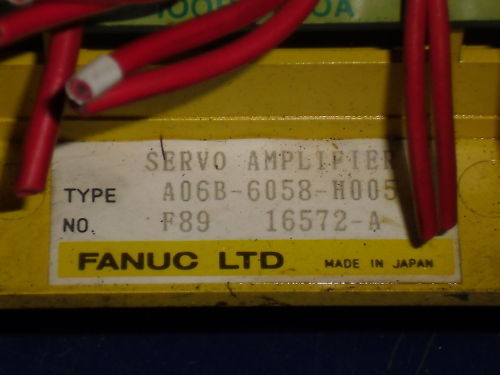 SERVO AMPLIFIER
TYPE A06B-6058-H005
NO. F89 16572-A
FANUC LTD MADE IN JAPAN